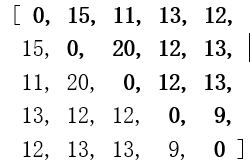 [ 0, 15, 11, 13, 12,
15, 0, 20, 12, 13,
11, 20, 0, 12, 13,
13, 12, 12, 0, 9,
12, 13, 13, 9, 0 ]